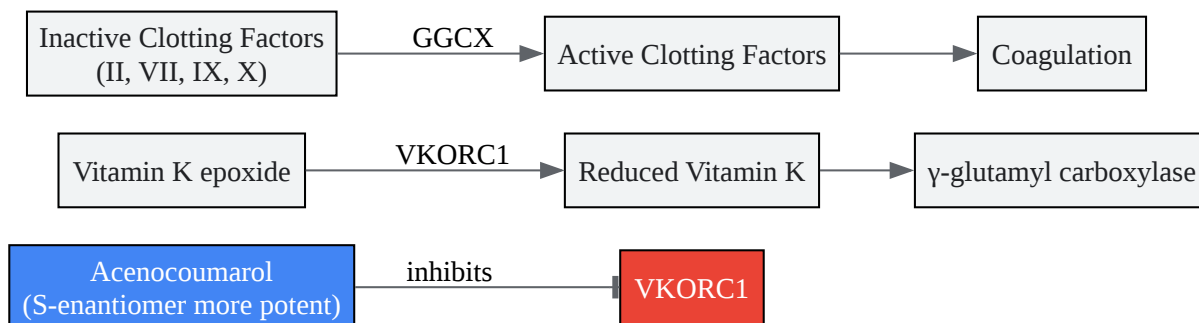 Inactive Clotting Factors
(II, VII, IX, X)
GGCX
Active Clotting Factors
Coagulation
Vitamin K epoxide
VKORC1
Reduced Vitamin K
γ-glutamyl carboxylase
Acenocoumarol
(S-enantiomer more potent)
inhibits
VKORC1